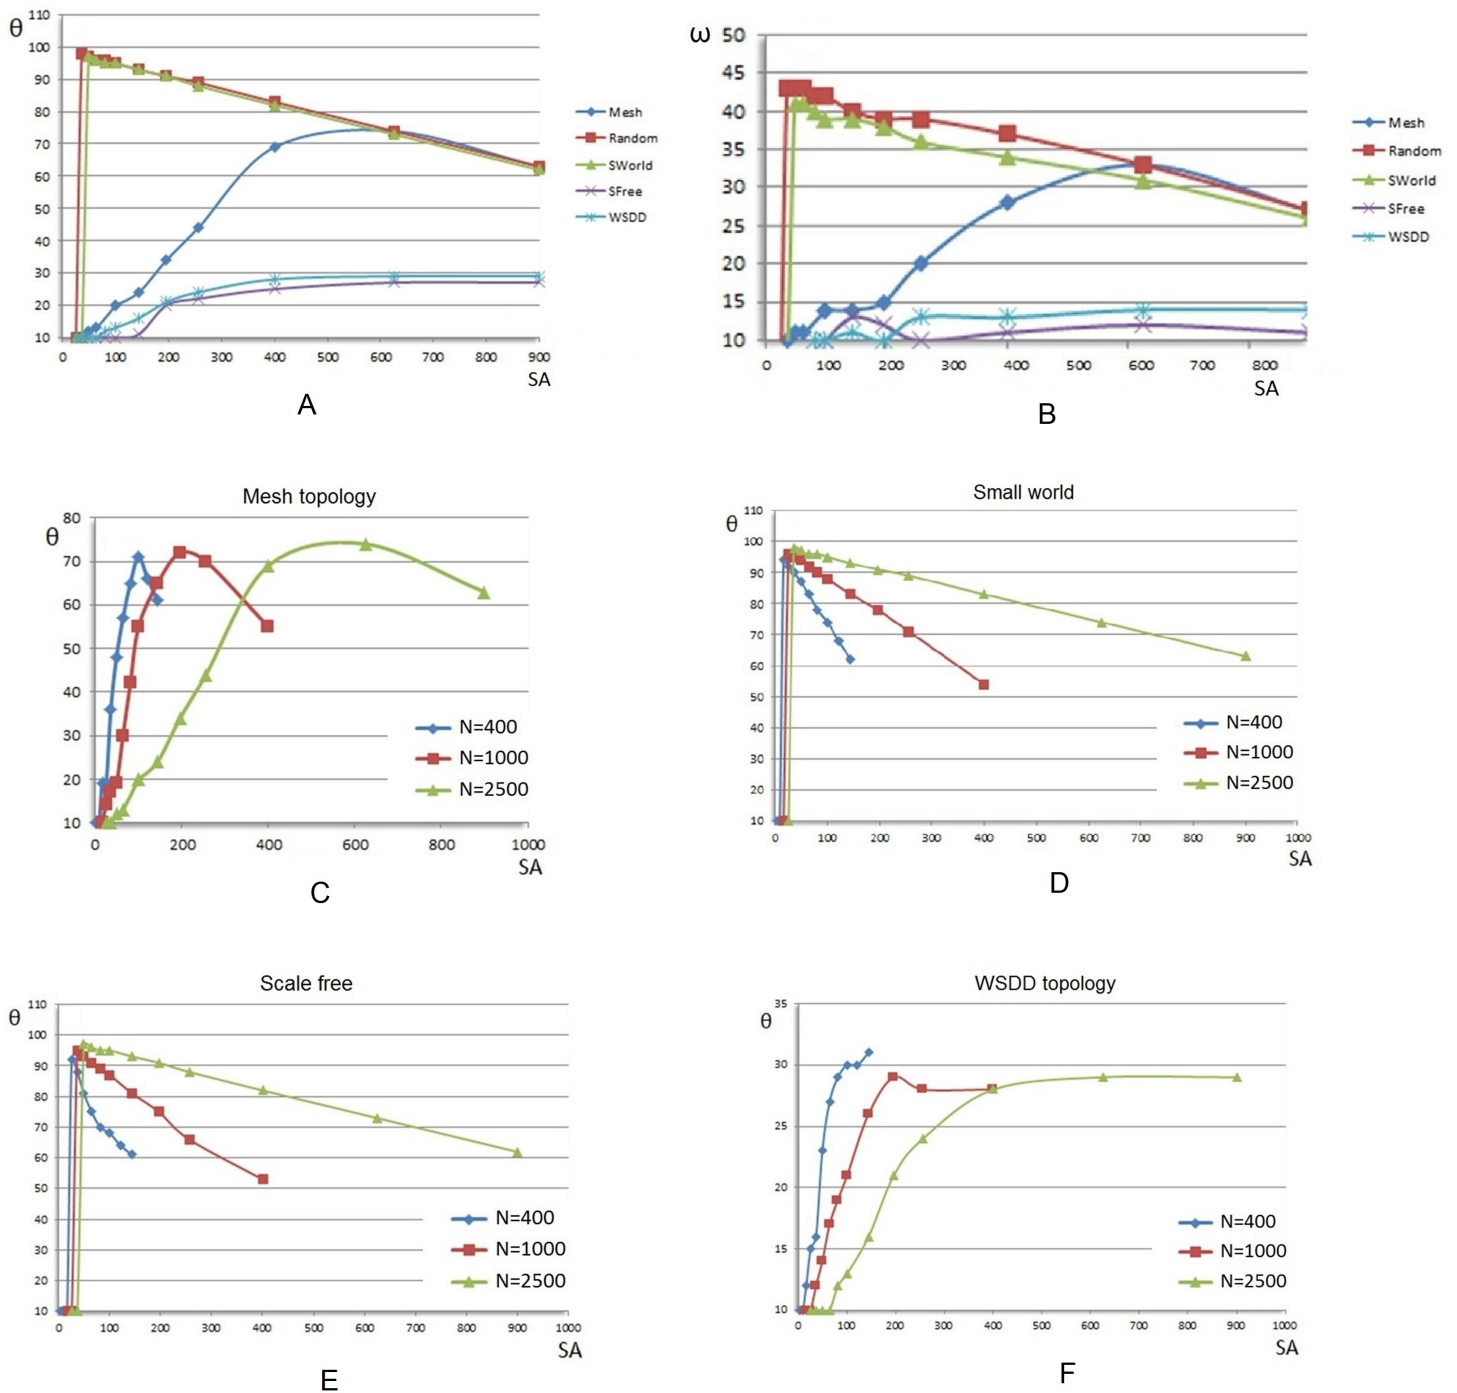 θ
110
100
90
80
70
60
50
40
30
20
10
0 100 200 300 400 500 600 700 800 900
SA
Mesh
Random
SWorld
SFree
WSDD
A
ω
50
45
40
35
30
25
20
15
10
0 100 200 300 400 500 600 700 800
SA
Mesh
Random
SWorld
SFree
WSDD
B
Mesh topology
θ
80
70
60
50
40
30
20
10
0 200 400 600 800 1000
SA
N=400
N=1000
N=2500
C
Small world
θ
110
100
90
80
70
60
50
40
30
20
10
0 100 200 300 400 500 600 700 800 900 1000
SA
N=400
N=1000
N=2500
D
Scale free
θ
110
100
90
80
70
60
50
40
30
20
10
0 100 200 300 400 500 600 700 800 900 1000
SA
N=400
N=1000
N=2500
E
WSDD topology
θ
35
30
25
20
15
10
0 100 200 300 400 500 600 700 800 900 1000
SA
N=400
N=1000
N=2500
F